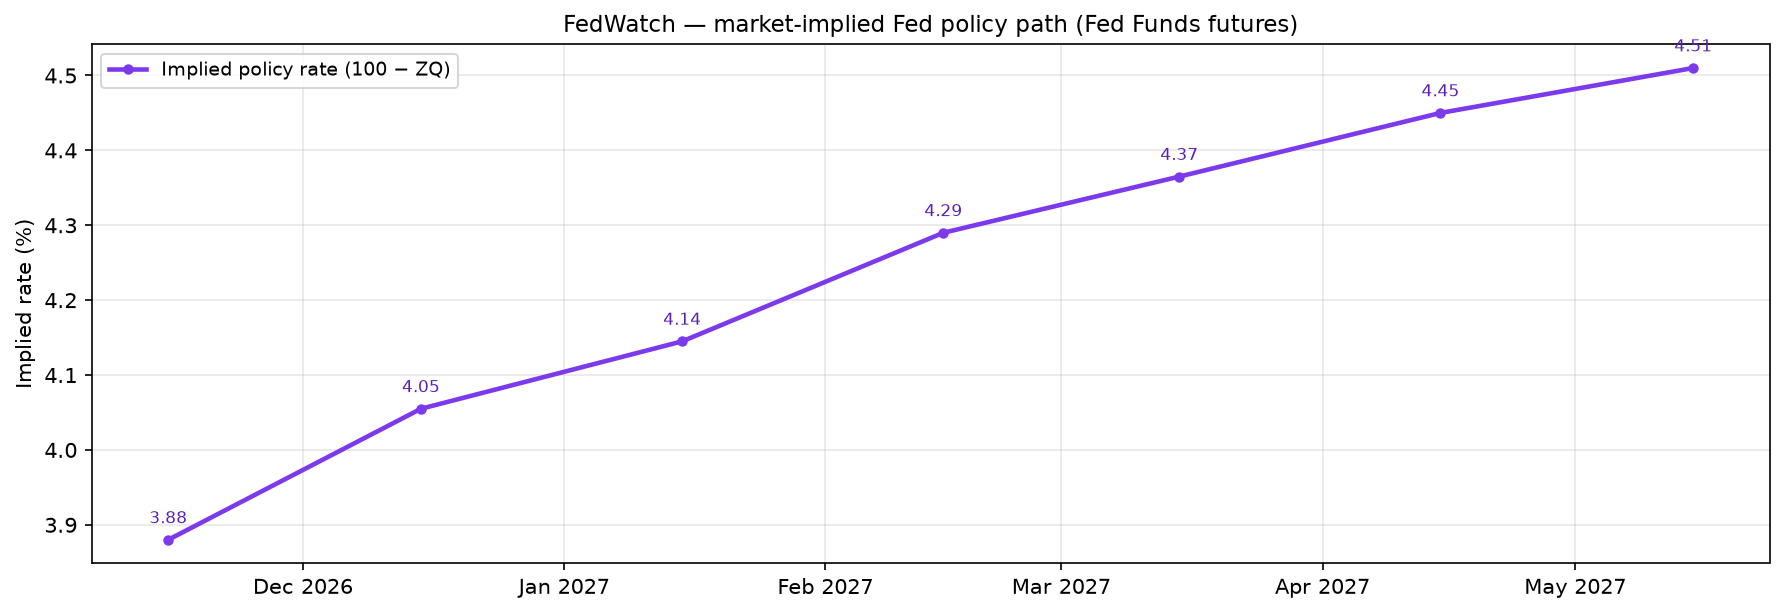 FedWatch — market-implied Fed policy path (Fed Funds futures)
Implied policy rate (100 − ZQ)
Implied rate (%)
4.5
4.4
4.3
4.2
4.1
4.0
3.9
3.88
4.05
4.14
4.29
4.37
4.45
4.51
Dec 2026
Jan 2027
Feb 2027
Mar 2027
Apr 2027
May 2027